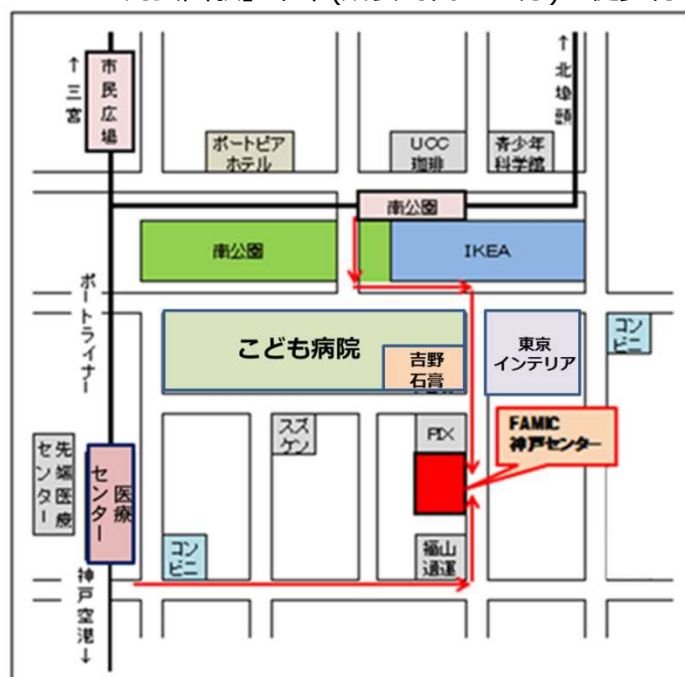 ↑三宮
市民広場
↑北埠頭
ポートピア
ホテル
UCC
珈琲
青少年
科学館
南公園
南公園
IKEA
ポートライナー
こども病院
吉野
石膏
東京
インテリア
コン
ビニ
スズ
ケン
PDX
FAMIC
神戸センター
先端医療
センター
医療
センター
コン
ビニ
福山
通運
神戸空港↓